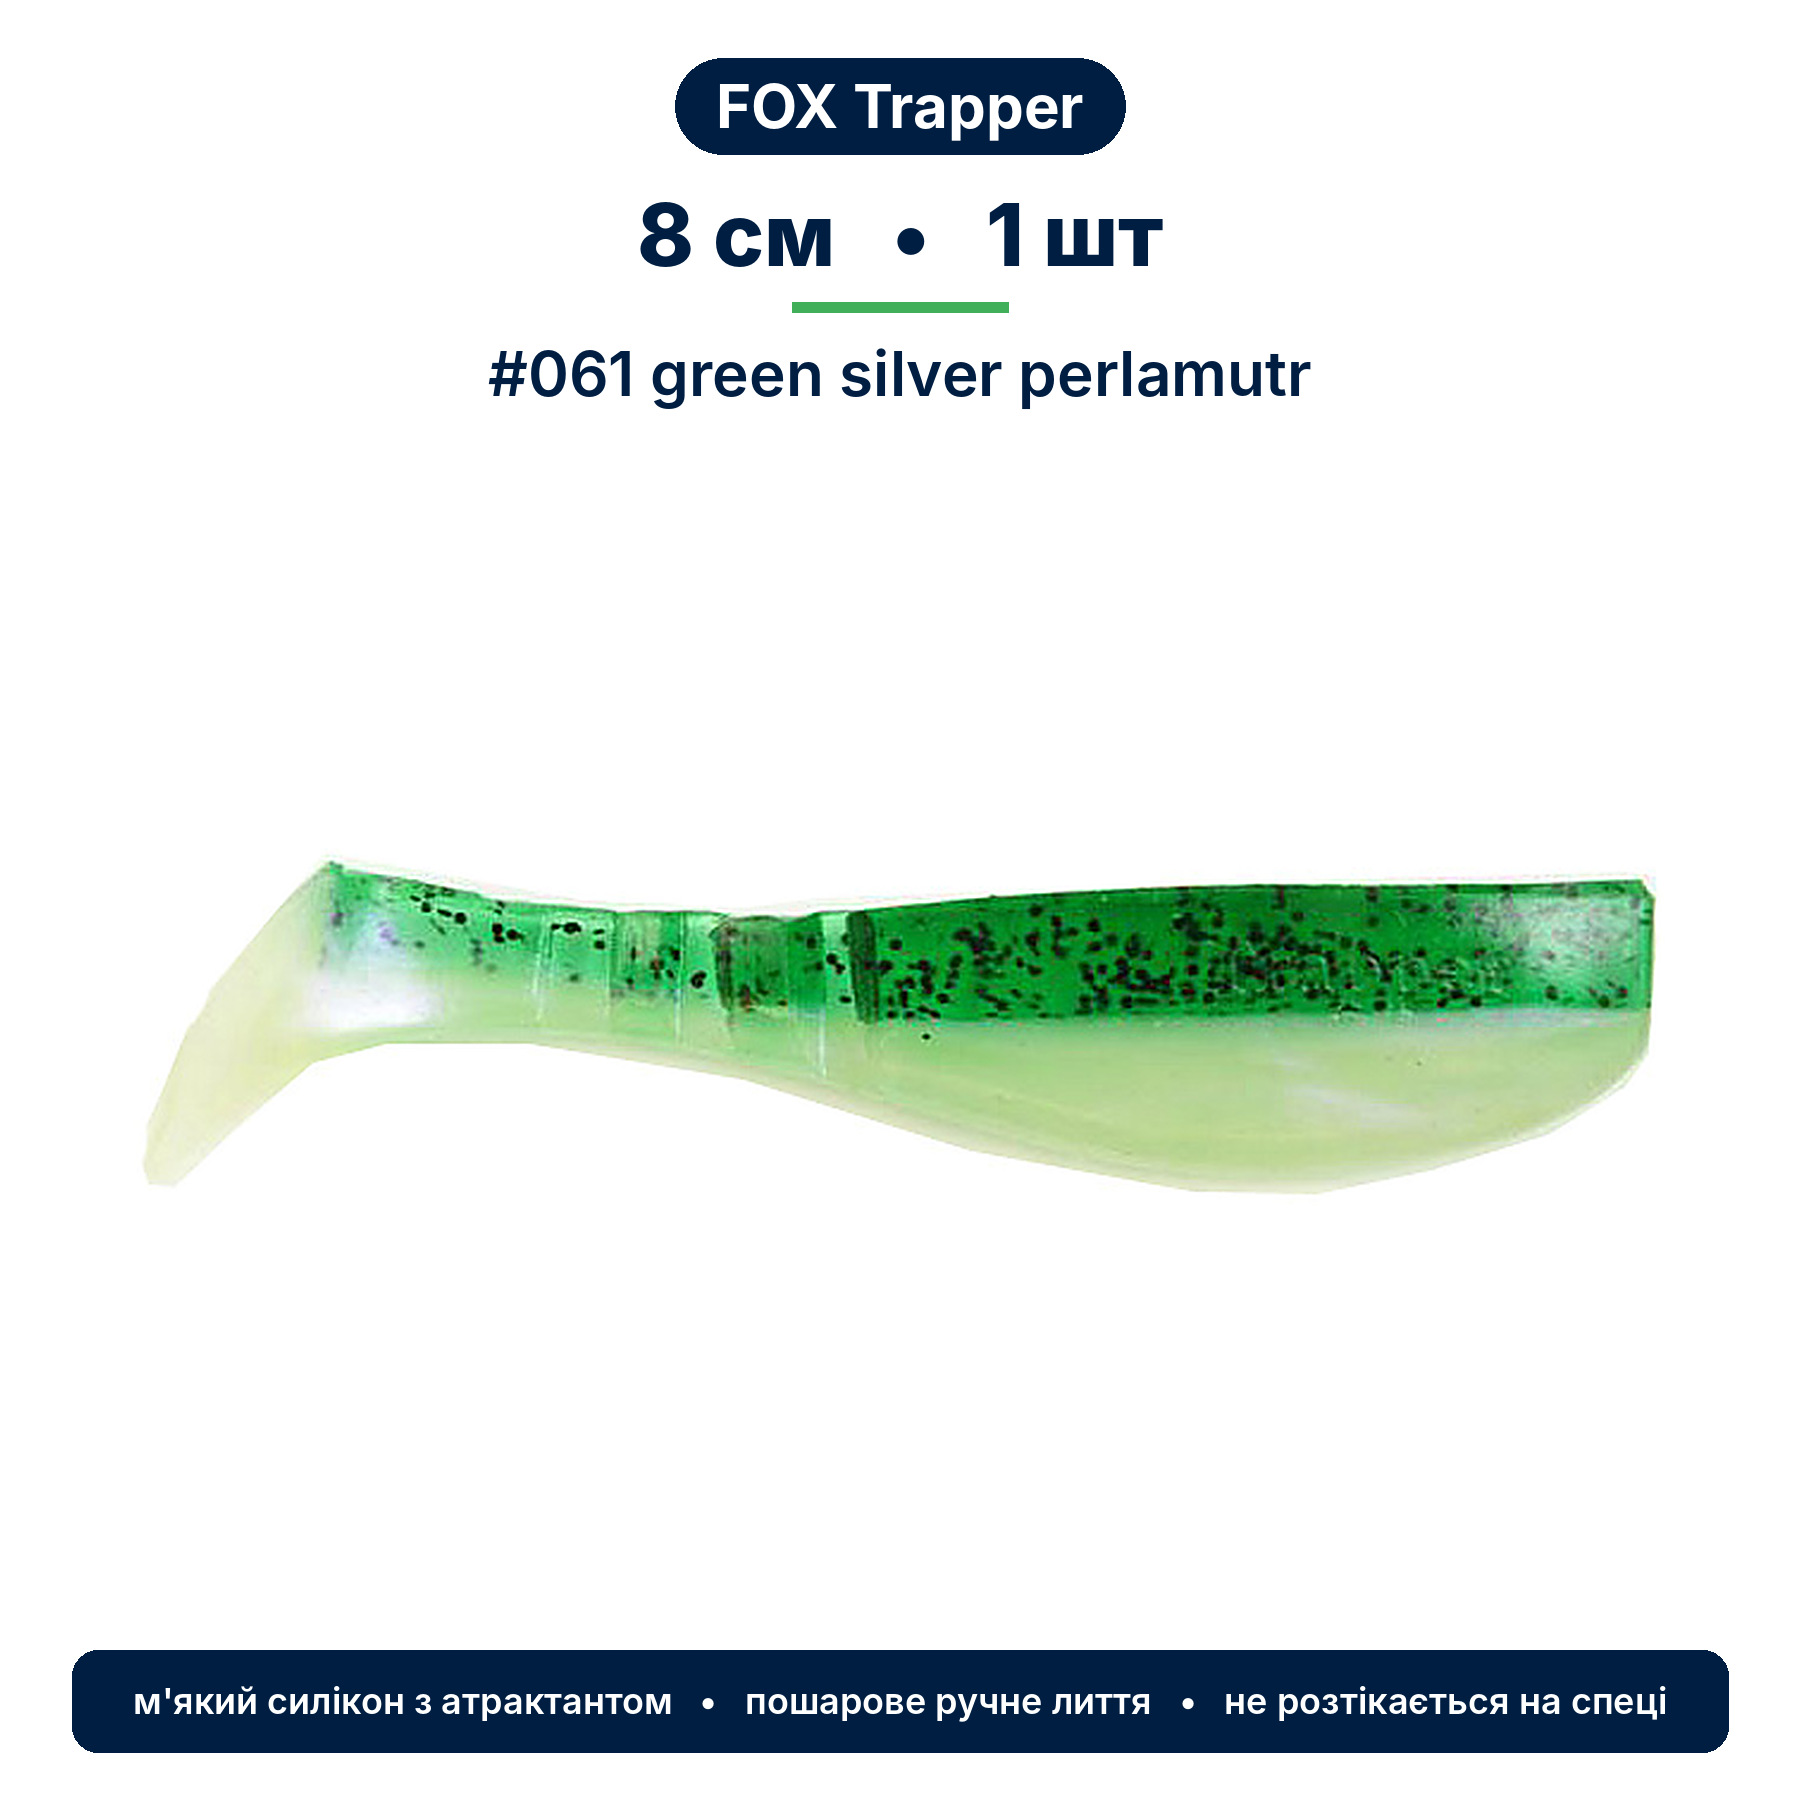 FOX Trapper
8 см • 1 шт
#061 green silver perlamutr
м'який силікон з атрактантом • пошарове ручне лиття • не розтікається на спеці